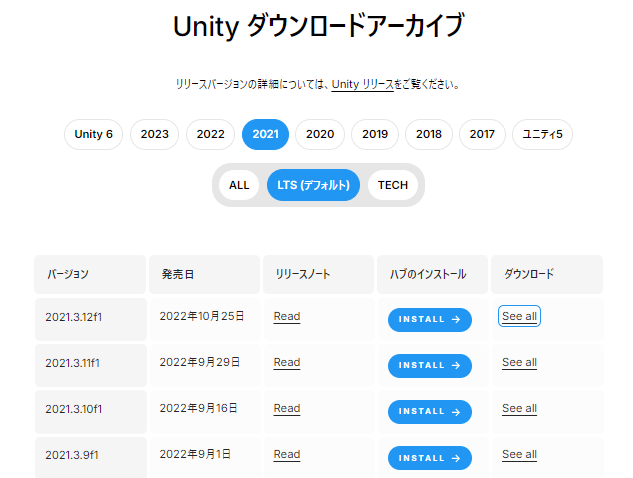 Unity ダウンロードアーカイブ
リリースバージョンの詳細については、Unity リリースをご覧ください。
Unity 6 2023 2022 2021 2020 2019 2018 2017 ユニティ5
ALL LTS (デフォルト) TECH
バージョン 発売日 リリースノート ハブのインストール ダウンロード
2021.3.12f1 2022年10月25日 Read INSTALL → See all
2021.3.11f1 2022年9月29日 Read INSTALL → See all
2021.3.10f1 2022年9月16日 Read INSTALL → See all
2021.3.9f1 2022年9月1日 Read INSTALL → See all